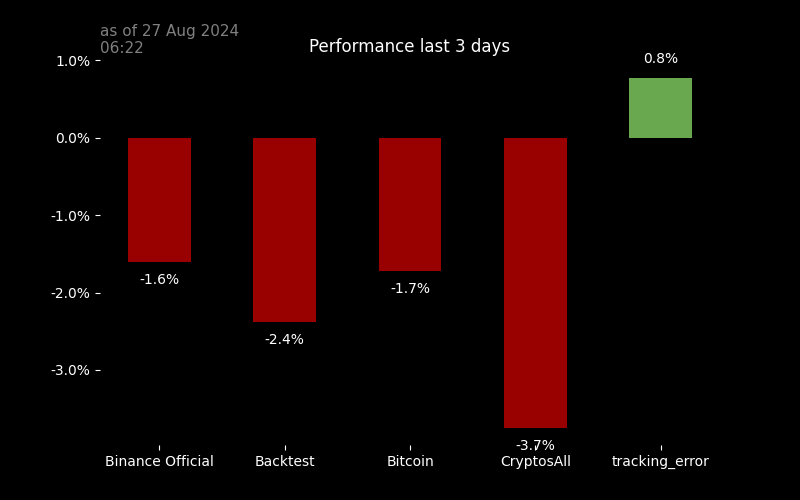 as of 27 Aug 2024
06:22
Performance last 3 days
1.0%
0.8%
0.0%
-1.0%
-1.6%
-1.7%
-2.0%
-2.4%
-3.0%
-3.7%
Binance Official
Backtest
Bitcoin
CryptosAll
tracking_error